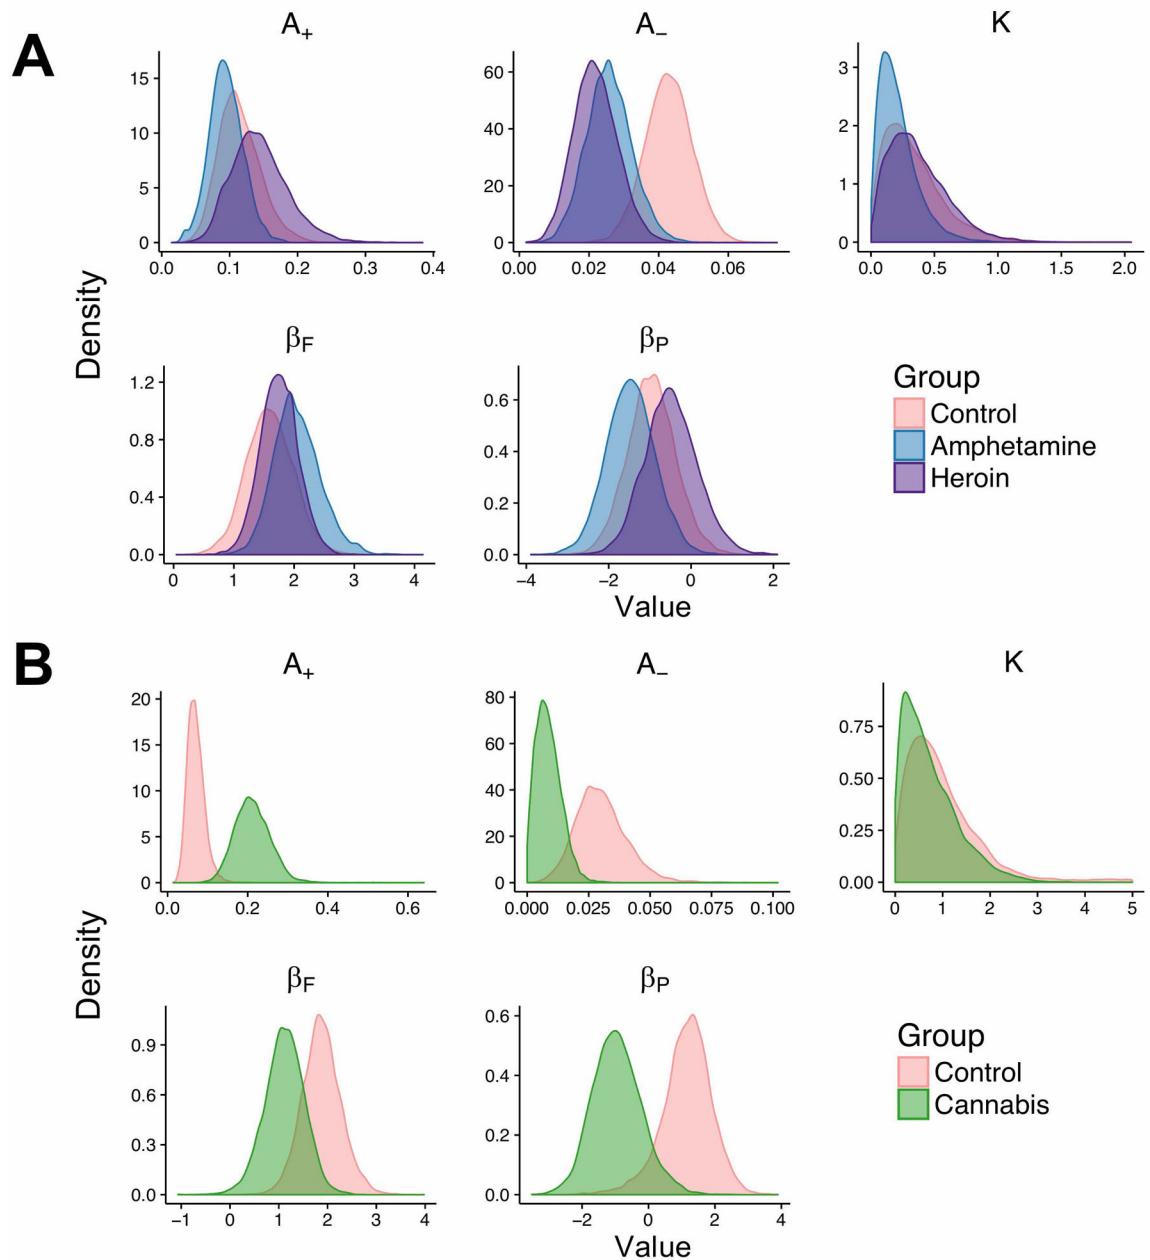 A
A₊
A₋
K
15
10
5
0
0.0 0.1 0.2 0.3 0.4
60
40
20
0
0.00 0.02 0.04 0.06
3
2
1
0
0.0 0.5 1.0 1.5 2.0
Density
βF
βP
1.2
0.8
0.4
0.0
0 1 2 3 4
0.6
0.4
0.2
0.0
−4 −2 0 2
Value
Group
Control
Amphetamine
Heroin
B
A₊
A₋
K
20
15
10
5
0
0.0 0.2 0.4 0.6
80
60
40
20
0
0.000 0.025 0.050 0.075 0.100
0.75
0.50
0.25
0.00
0 1 2 3 4 5
Density
βF
βP
0.9
0.6
0.3
0.0
−1 0 1 2 3 4
0.6
0.4
0.2
0.0
−2 0 2 4
Value
Group
Control
Cannabis